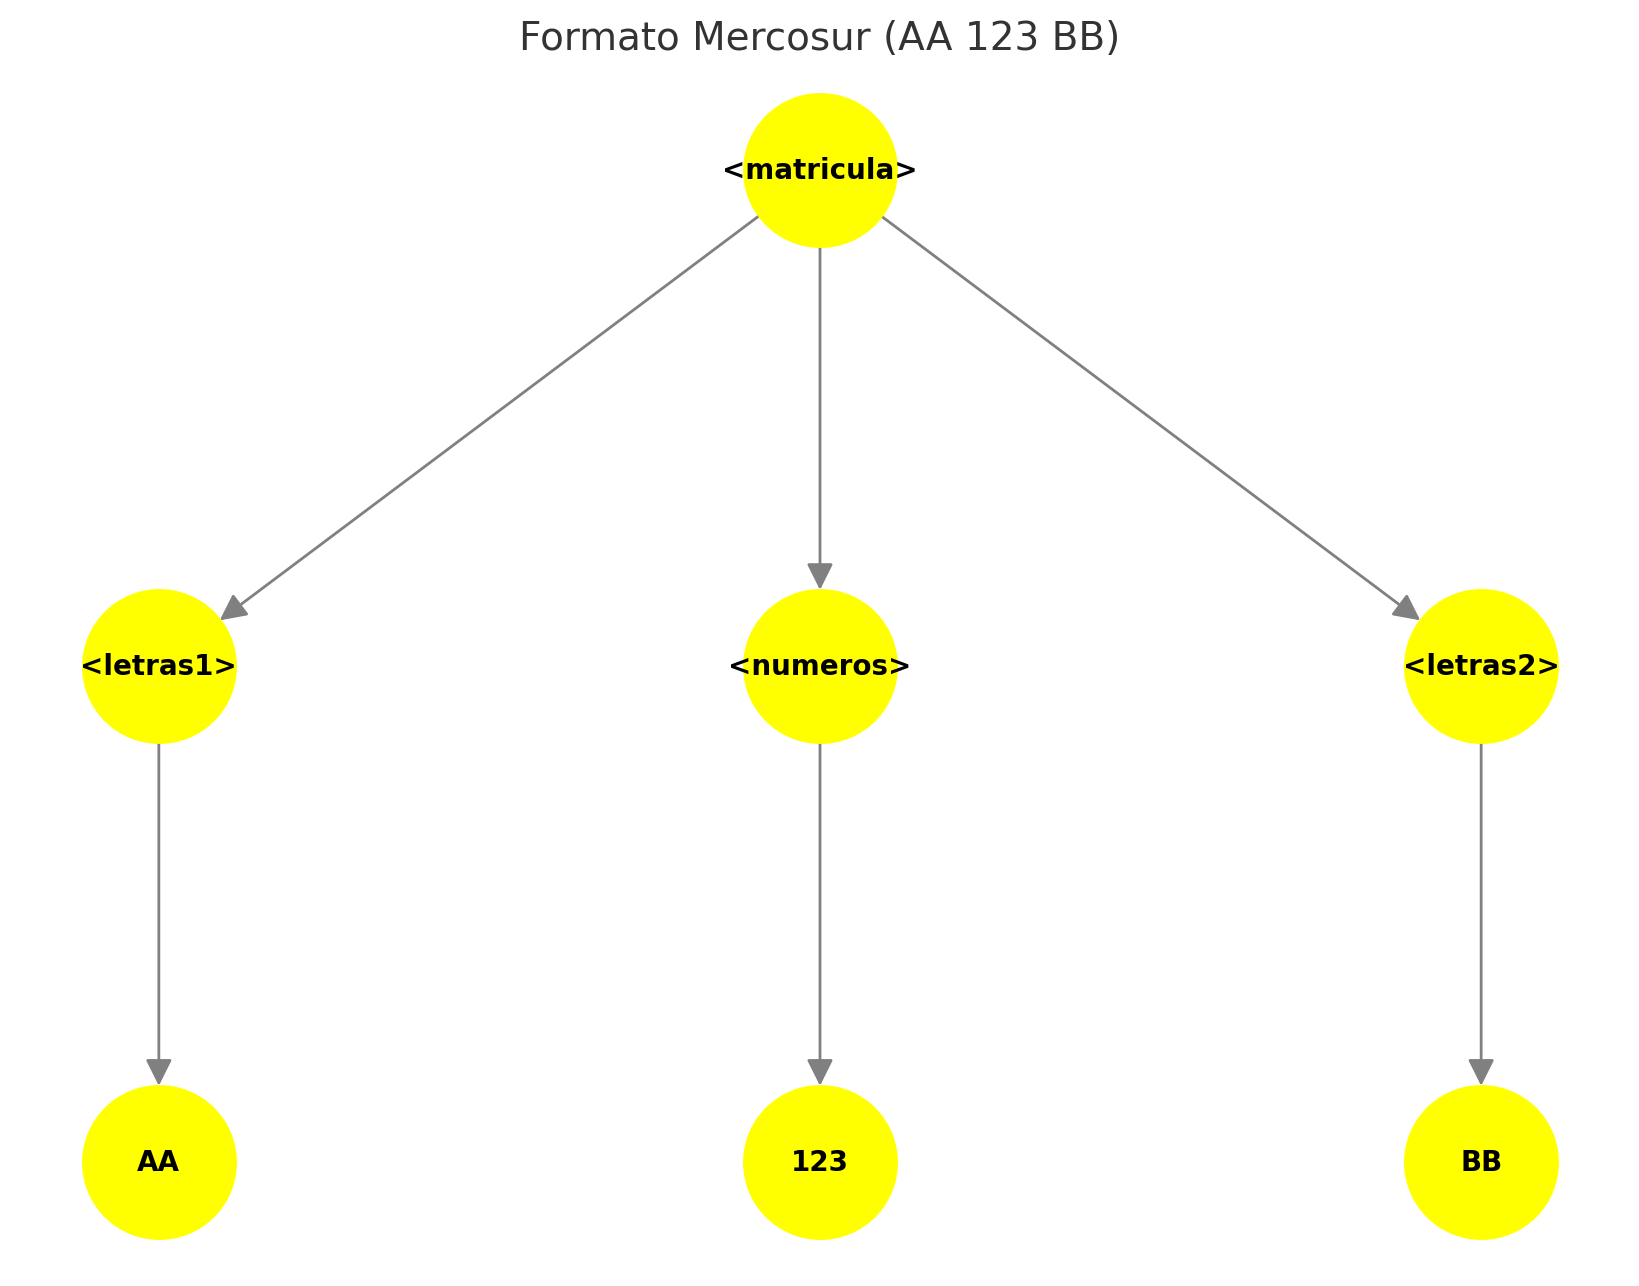 Formato Mercosur (AA 123 BB)
<matricula>
<letras1>
<numeros>
<letras2>
AA
123
BB